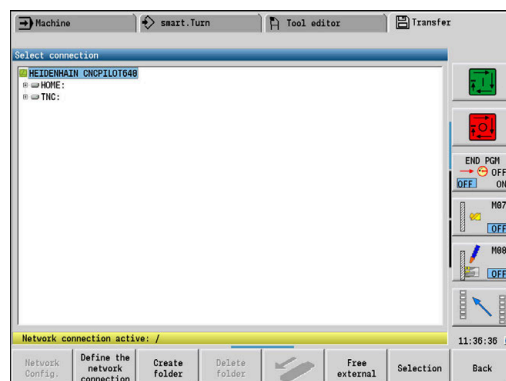 Machine
smart.Turn
Tool editor
Transfer
Select connection
HEIDENHAIN CNCPILOT640
HOME:
TNC:
END PGM
OFF
OFF ON
M07
OFF
M08
OFF
Network connection active: /
11:36:36
Network Config.
Define the network connection
Create folder
Delete folder
Free external
Selection
Back